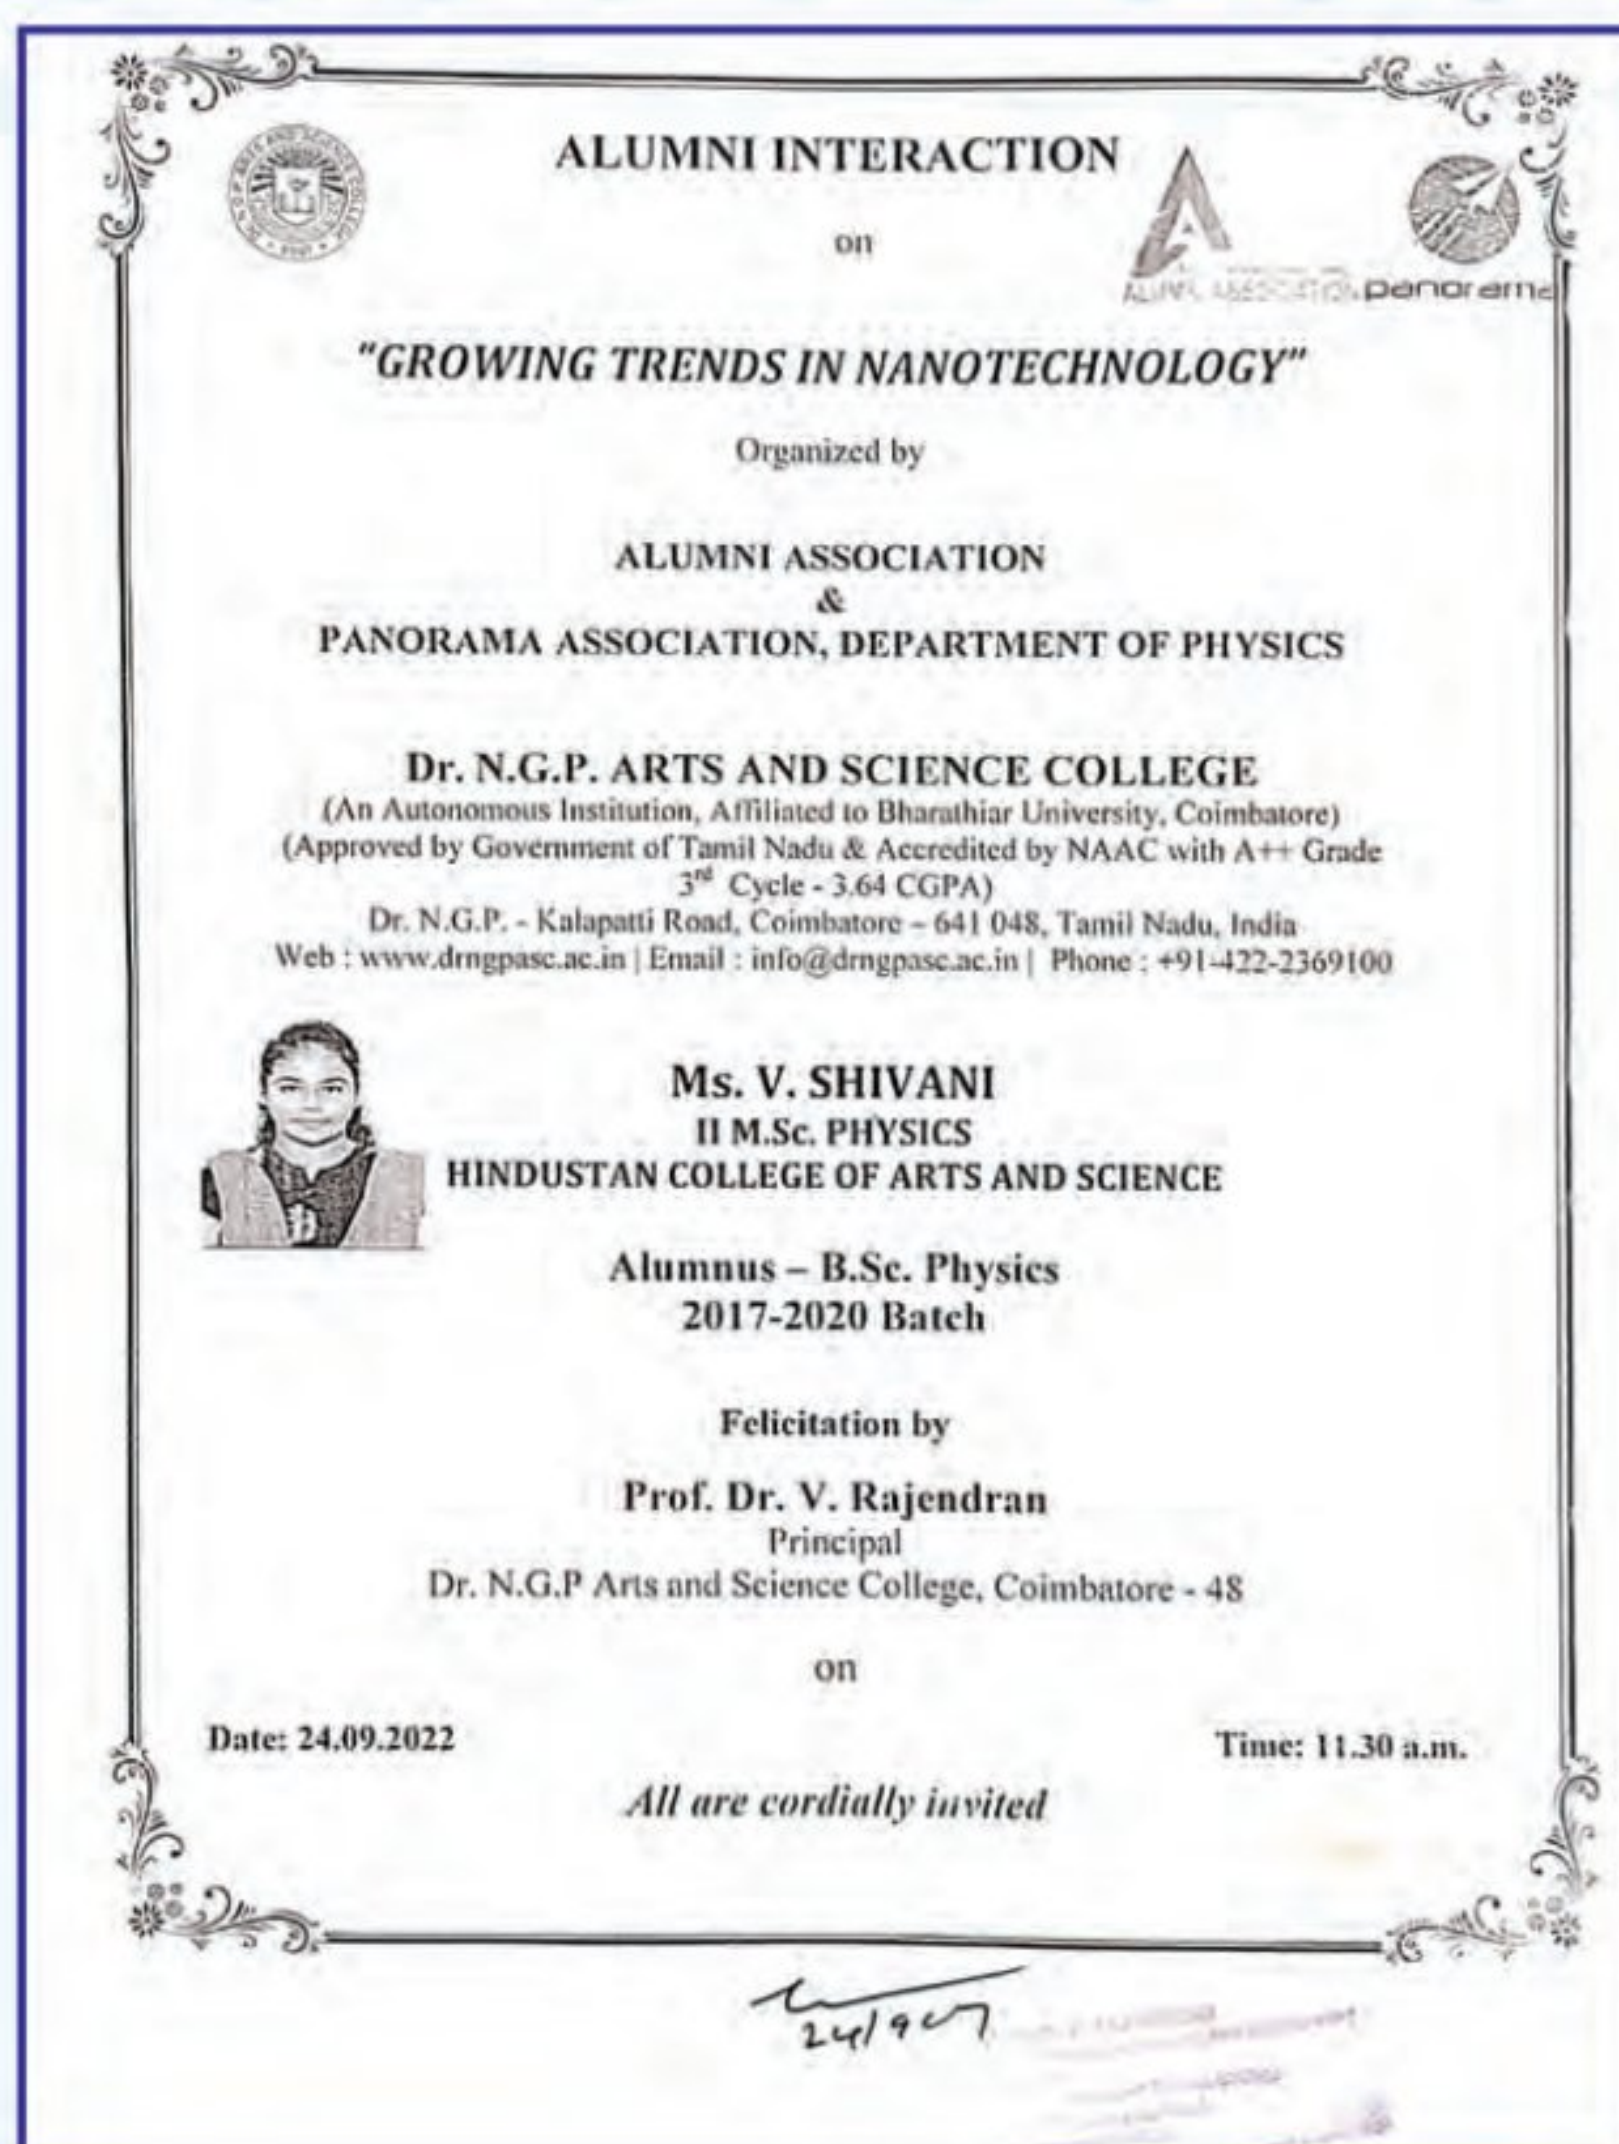 ALUMNI INTERACTION
on
ALUMNI ASSOCIATION
panorama
"GROWING TRENDS IN NANOTECHNOLOGY"
Organized by
ALUMNI ASSOCIATION
&
PANORAMA ASSOCIATION, DEPARTMENT OF PHYSICS
Dr. N.G.P. ARTS AND SCIENCE COLLEGE
(An Autonomous Institution, Affiliated to Bharathiar University, Coimbatore)
(Approved by Government of Tamil Nadu & Accredited by NAAC with A++ Grade
3rd Cycle - 3.64 CGPA)
Dr. N.G.P. - Kalapatti Road, Coimbatore – 641 048, Tamil Nadu, India
Web : www.drngpasc.ac.in | Email : info@drngpasc.ac.in | Phone : +91-422-2369100
Ms. V. SHIVANI
II M.Sc. PHYSICS
HINDUSTAN COLLEGE OF ARTS AND SCIENCE
Alumnus – B.Sc. Physics
2017-2020 Batch
Felicitation by
Prof. Dr. V. Rajendran
Principal
Dr. N.G.P Arts and Science College, Coimbatore - 48
on
Date: 24.09.2022
Time: 11.30 a.m.
All are cordially invited